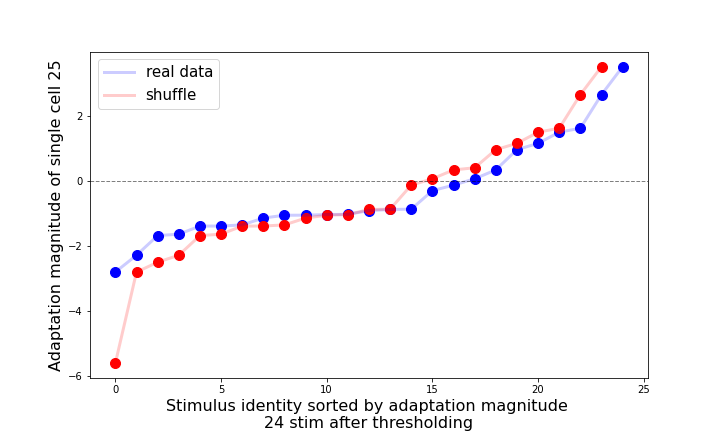 real data
shuffle
Adaptation magnitude of single cell 25
2
0
−2
−4
−6
0 5 10 15 20 25
Stimulus identity sorted by adaptation magnitude
24 stim after thresholding